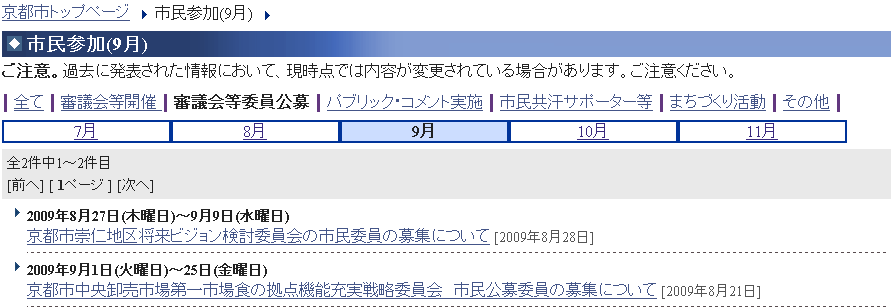 京都市トップページ 市民参加(9月)
市民参加(9月)
ご注意。過去に発表された情報において、現時点では内容が変更されている場合があります。ご注意ください。
| 全て | 審議会等開催 | 審議会等委員公募 | パブリック・コメント実施 | 市民共汗サポーター等 | まちづくり活動 | その他 |
7月 8月 9月 10月 11月
全2件中1～2件目
[前へ] [ 1ページ ] [次へ]
2009年8月27日(木曜日)～9月9日(水曜日)
京都市崇仁地区将来ビジョン検討委員会の市民委員の募集について [2009年8月28日]
2009年9月1日(火曜日)～25日(金曜日)
京都市中央卸売市場第一市場食の拠点機能充実戦略委員会　市民公募委員の募集について [2009年8月21日]